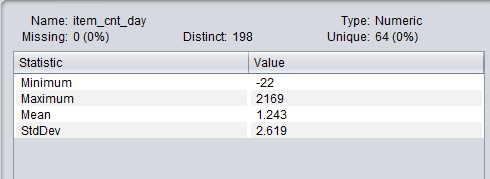 Name: item_cnt_day Type: Numeric
Missing: 0 (0%) Distinct: 198 Unique: 64 (0%)
Statistic Value
Minimum -22
Maximum 2169
Mean 1.243
StdDev 2.619